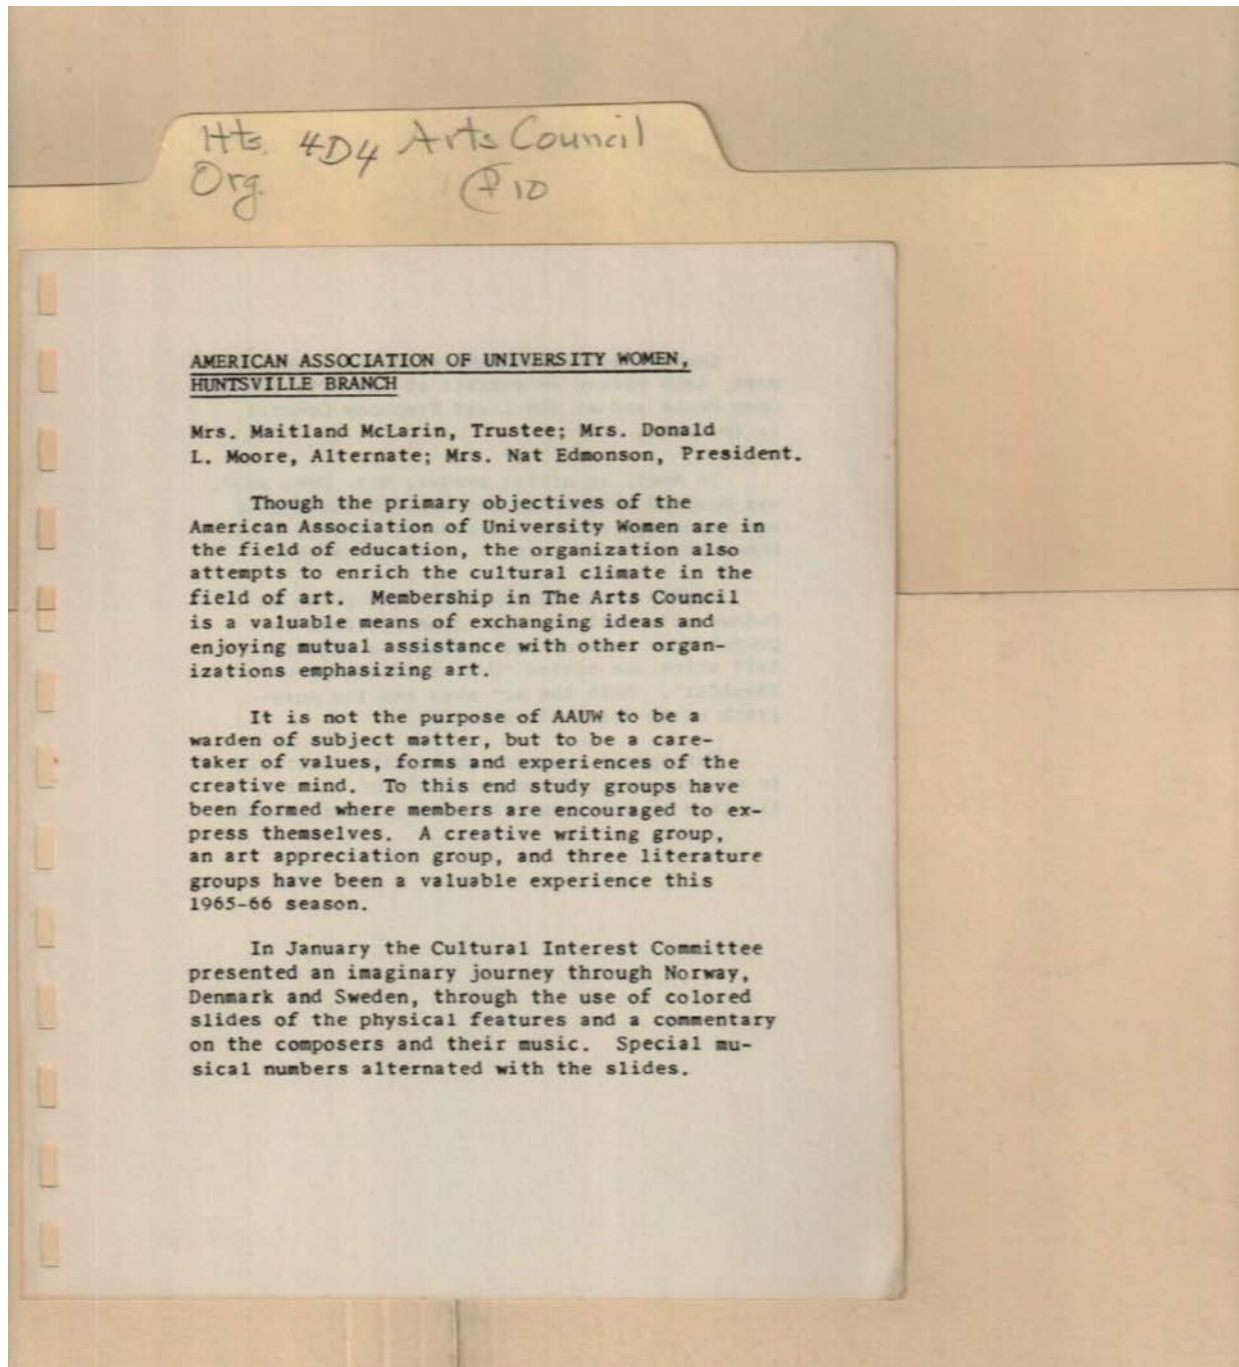 Hts. 4D4 Arts Council
Org. P10
AMERICAN ASSOCIATION OF UNIVERSITY WOMEN,
HUNTSVILLE BRANCH
Mrs. Maitland McLarin, Trustee; Mrs. Donald
L. Moore, Alternate; Mrs. Nat Edmonson, President.
Though the primary objectives of the
American Association of University Women are in
the field of education, the organization also
attempts to enrich the cultural climate in the
field of art. Membership in The Arts Council
is a valuable means of exchanging ideas and
enjoying mutual assistance with other organ-
izations emphasizing art.
It is not the purpose of AAUW to be a
warden of subject matter, but to be a care-
taker of values, forms and experiences of the
creative mind. To this end study groups have
been formed where members are encouraged to ex-
press themselves. A creative writing group,
an art appreciation group, and three literature
groups have been a valuable experience this
1965-66 season.
In January the Cultural Interest Committee
presented an imaginary journey through Norway,
Denmark and Sweden, through the use of colored
slides of the physical features and a commentary
on the composers and their music. Special mu-
sical numbers alternated with the slides.